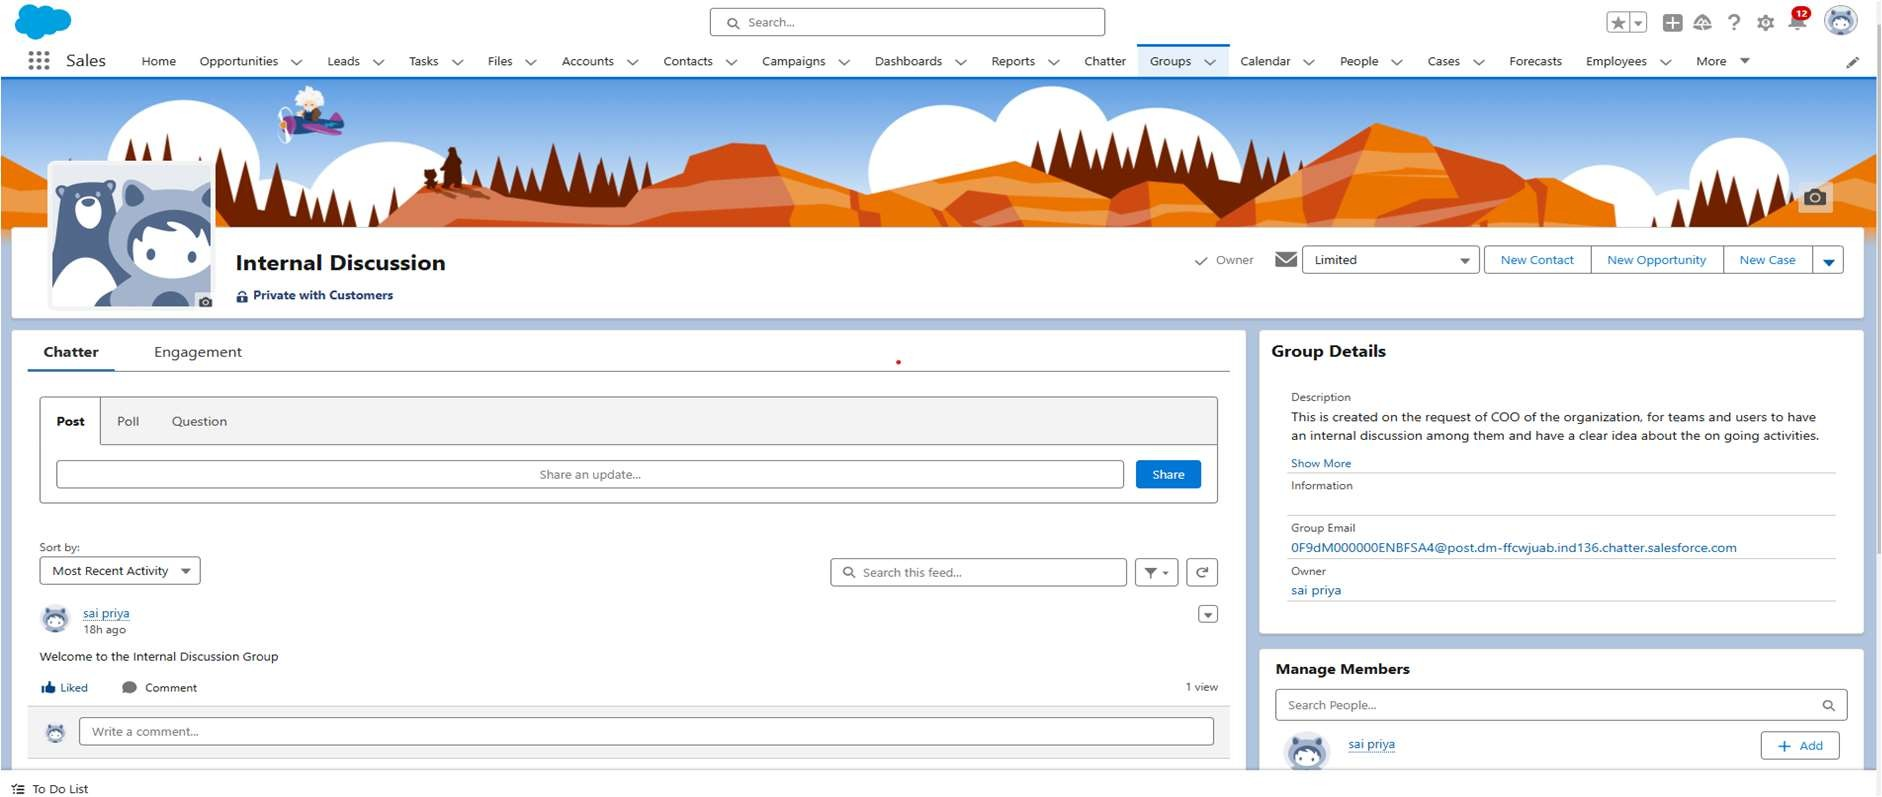 Search...
12
Sales Home Opportunities Leads Tasks Files Accounts Contacts Campaigns Dashboards Reports Chatter Groups Calendar People Cases Forecasts Employees More
Internal Discussion
Private with Customers
Owner Limited New Contact New Opportunity New Case
Chatter Engagement
Post Poll Question
Share an update... Share
Sort by:
Most Recent Activity
Search this feed...
sai priya
18h ago
Welcome to the Internal Discussion Group
Liked Comment 1 view
Write a comment...
Group Details
Description
This is created on the request of COO of the organization, for teams and users to have
an internal discussion among them and have a clear idea about the on going activities.
Show More
Information
Group Email
0F9dM000000ENBFSA4@post.dm-ffcwjuab.ind136.chatter.salesforce.com
Owner
sai priya
Manage Members
Search People...
sai priya Add
To Do List